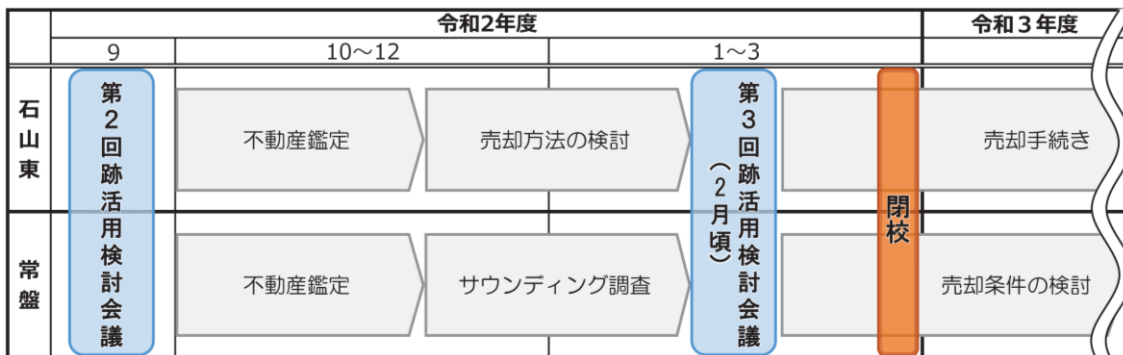 令和2年度
令和３年度
9
10～12
1～3
石山東
第2回跡活用検討会議
不動産鑑定
売却方法の検討
第3回跡活用検討会議
（2月頃）
閉校
売却手続き
常盤
不動産鑑定
サウンディング調査
売却条件の検討